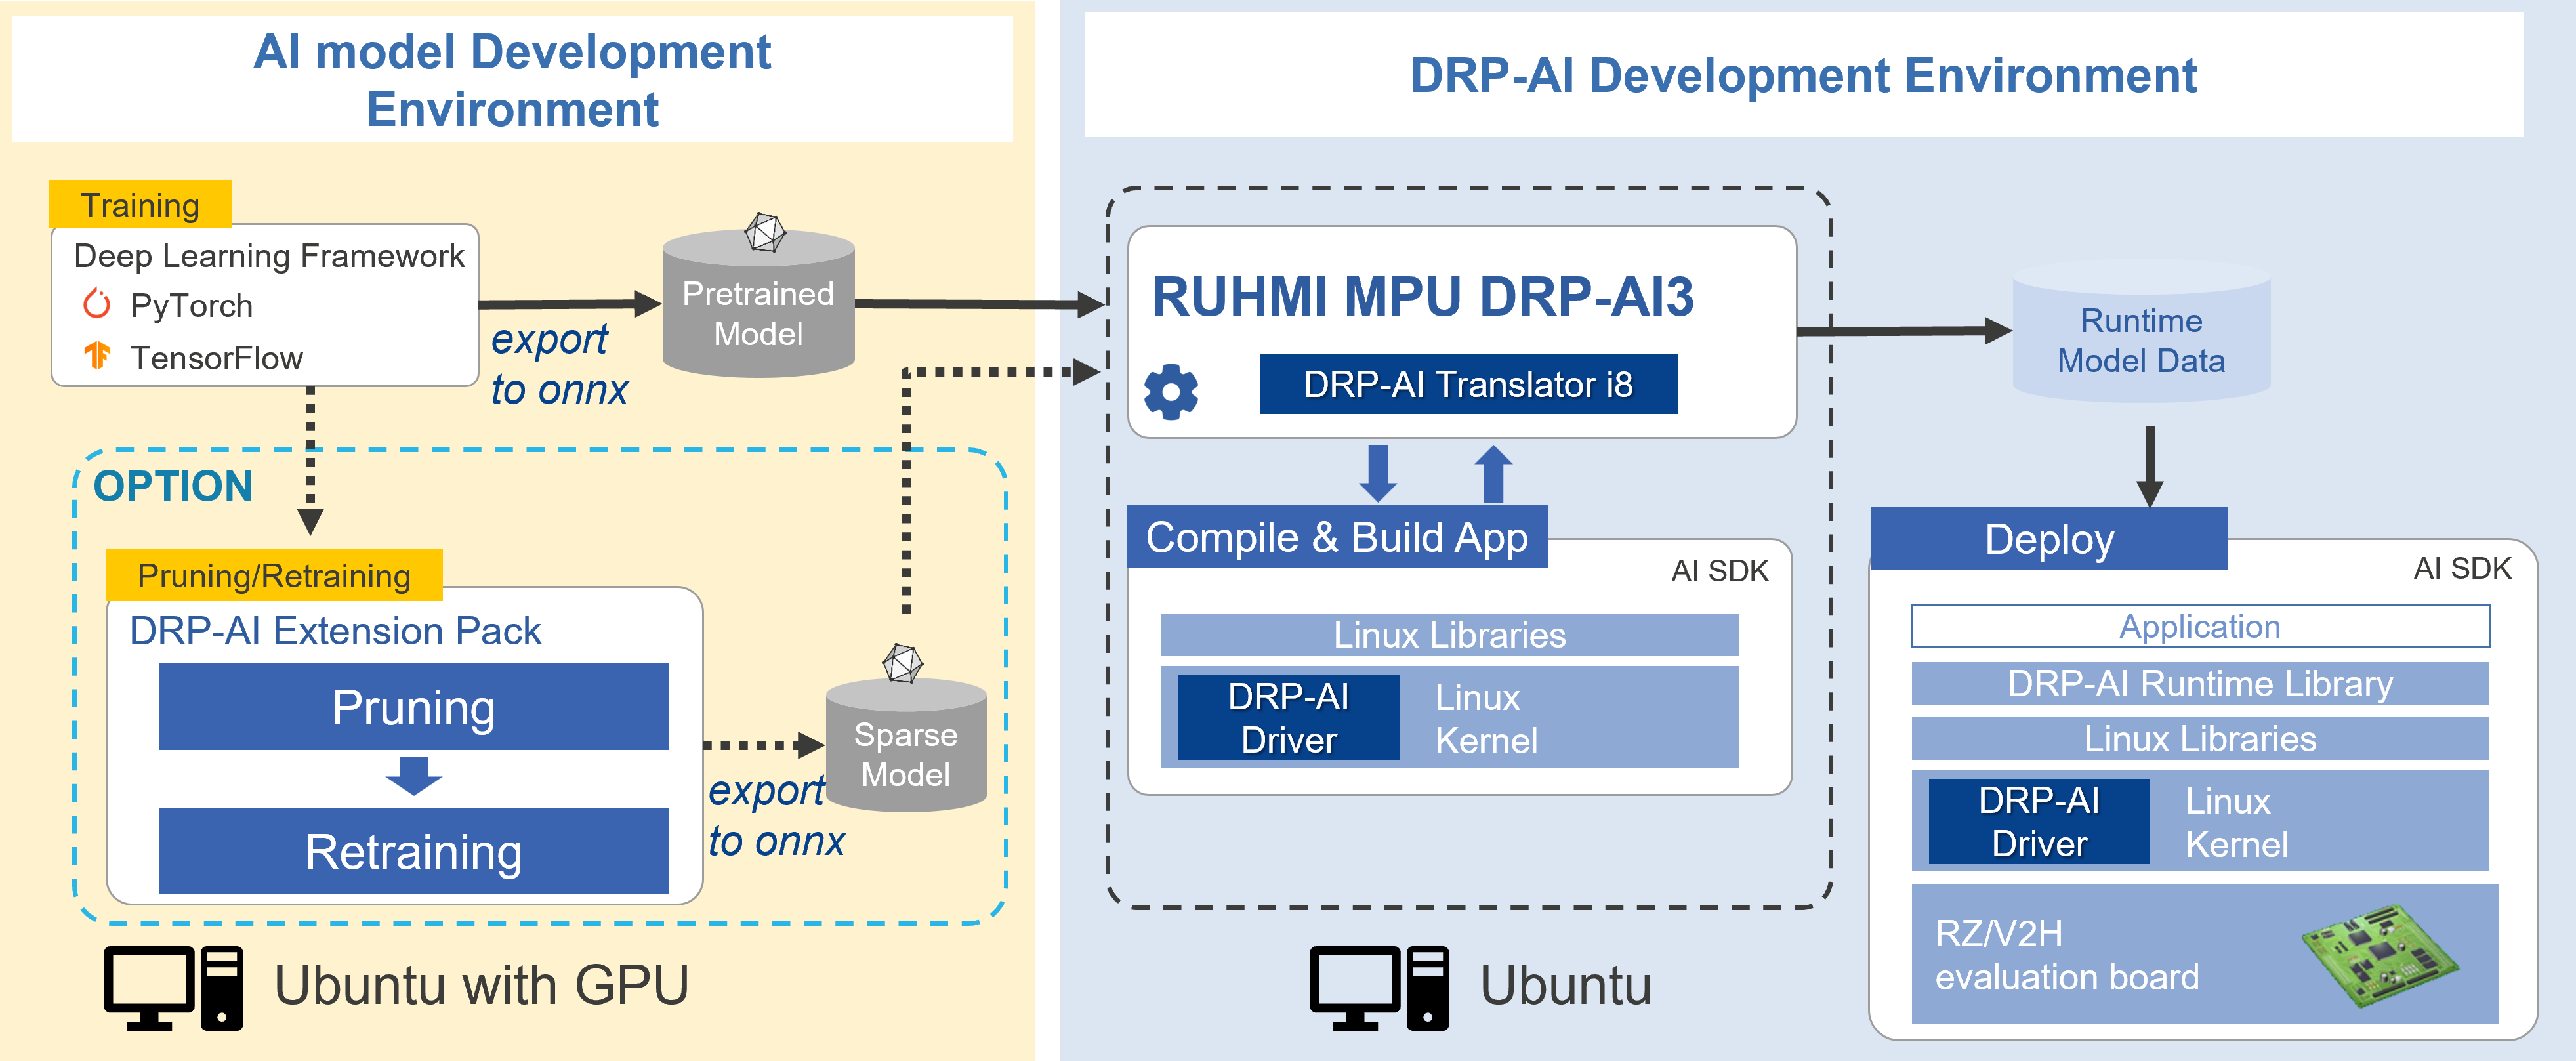 AI model Development
Environment
DRP-AI Development Environment
Training
Deep Learning Framework
PyTorch
TensorFlow
export
to onnx
Pretrained
Model
OPTION
Pruning/Retraining
DRP-AI Extension Pack
Pruning
Retraining
export
to onnx
Sparse
Model
Ubuntu with GPU
RUHMI MPU DRP-AI3
DRP-AI Translator i8
Compile & Build App
AI SDK
Linux Libraries
DRP-AI
Driver
Linux
Kernel
Ubuntu
Runtime
Model Data
Deploy
AI SDK
Application
DRP-AI Runtime Library
Linux Libraries
DRP-AI
Driver
Linux
Kernel
RZ/V2H
evaluation board